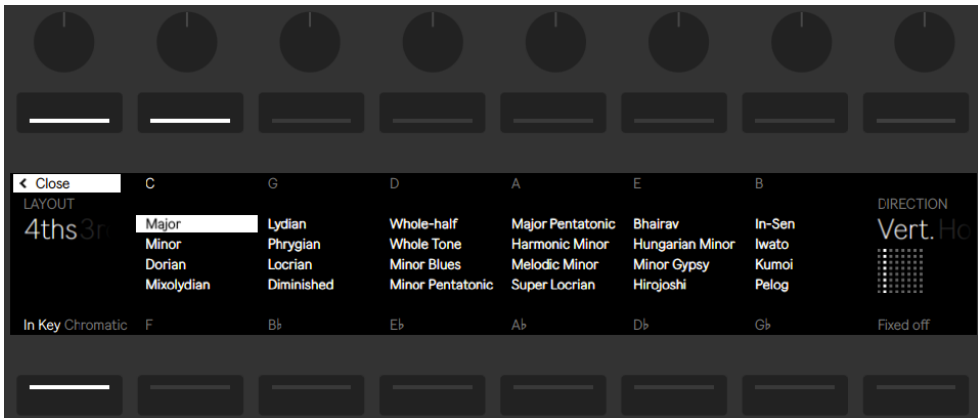 < Close C G D A E B
LAYOUT DIRECTION
4ths3rd Vert.Ho
Major Lydian Whole-half Major Pentatonic Bhairav In-Sen
Minor Phrygian Whole Tone Harmonic Minor Hungarian Minor Iwato
Dorian Locrian Minor Blues Melodic Minor Minor Gypsy Kumoi
Mixolydian Diminished Minor Pentatonic Super Locrian Hirojoshi Pelog
In Key Chromatic F B♭ E♭ A♭ D♭ G♭ Fixed off